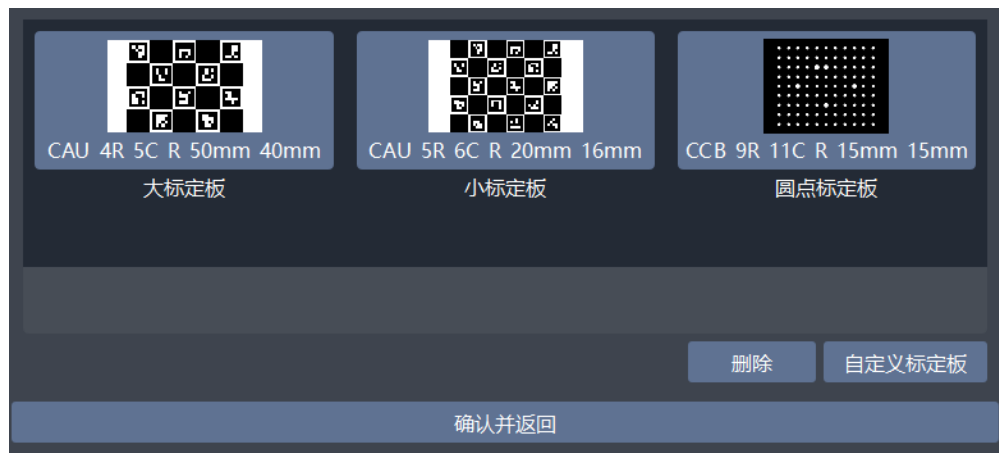 CAU 4R 5C R 50mm 40mm
大标定板
CAU 5R 6C R 20mm 16mm
小标定板
CCB 9R 11C R 15mm 15mm
圆点标定板
删除
自定义标定板
确认并返回